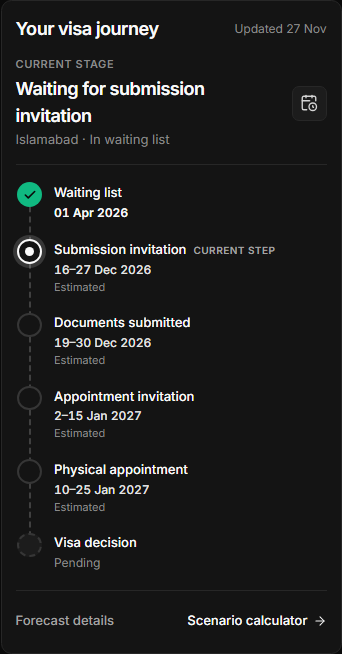 Your visa journey
Updated 27 Nov
CURRENT STAGE
Waiting for submission
invitation
Islamabad · In waiting list
Waiting list
01 Apr 2026
Submission invitation CURRENT STEP
16–27 Dec 2026
Estimated
Documents submitted
19–30 Dec 2026
Estimated
Appointment invitation
2–15 Jan 2027
Estimated
Physical appointment
10–25 Jan 2027
Estimated
Visa decision
Pending
Forecast details
Scenario calculator →